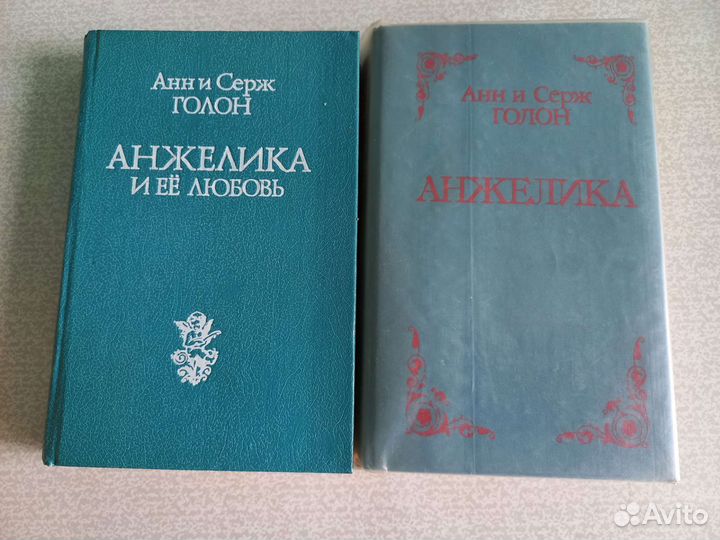 Анн и Серж
ГОЛОН
АНЖЕЛИКА
И ЕЁ ЛЮБОВЬ
Анн и Серж
ГОЛОН
АНЖЕЛИКА
Avito